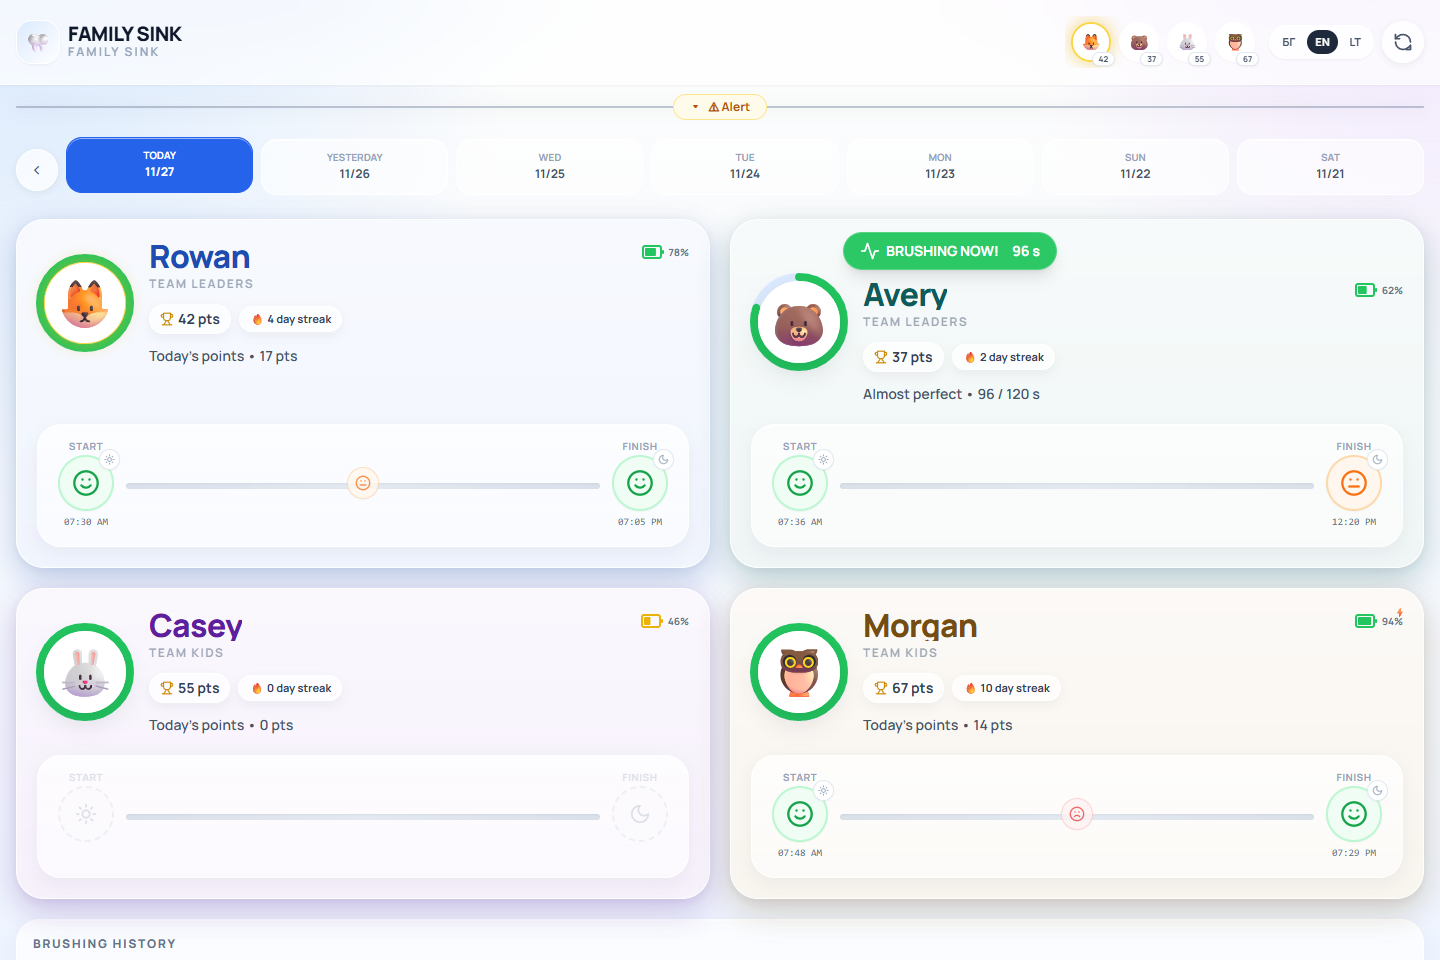 FAMILY SINK
FAMILY SINK
42
37
55
67
БГ
EN
LT
Alert
TODAY
11/27
YESTERDAY
11/26
WED
11/25
TUE
11/24
MON
11/23
SUN
11/22
SAT
11/21
Rowan
78%
TEAM LEADERS
42 pts
4 day streak
Today's points • 17 pts
START
FINISH
07:30 AM
07:05 PM
BRUSHING NOW! 96 s
Avery
62%
TEAM LEADERS
37 pts
2 day streak
Almost perfect • 96 / 120 s
START
FINISH
07:36 AM
12:20 PM
Casey
46%
TEAM KIDS
55 pts
0 day streak
Today's points • 0 pts
START
FINISH
Morgan
94%
TEAM KIDS
67 pts
10 day streak
Today's points • 14 pts
START
FINISH
07:48 AM
07:29 PM
BRUSHING HISTORY